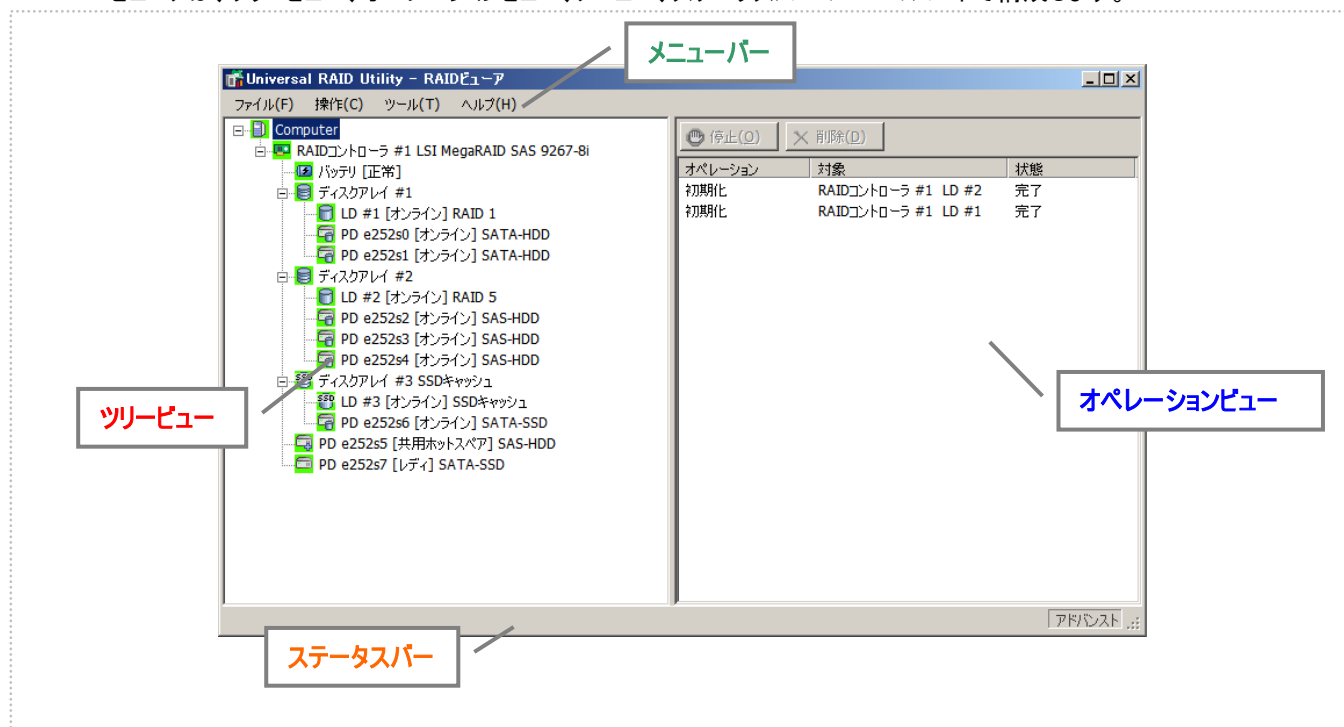 メニューバー
Universal RAID Utility - RAIDビューア
ファイル(F) 操作(C) ツール(T) ヘルプ(H)
Computer
RAIDコントローラ #1 LSI MegaRAID SAS 9267-8i
バッテリ [正常]
ディスクアレイ #1
LD #1 [オンライン] RAID 1
PD e252s0 [オンライン] SATA-HDD
PD e252s1 [オンライン] SATA-HDD
ディスクアレイ #2
LD #2 [オンライン] RAID 5
PD e252s2 [オンライン] SAS-HDD
PD e252s3 [オンライン] SAS-HDD
PD e252s4 [オンライン] SAS-HDD
ディスクアレイ #3 SSDキャッシュ
LD #3 [オンライン] SSDキャッシュ
PD e252s6 [オンライン] SATA-SSD
PD e252s5 [共用ホットスペア] SAS-HDD
PD e252s7 [レディ] SATA-SSD
停止(O) 削除(D)
オペレーション 対象 状態
初期化 RAIDコントローラ #1 LD #2 完了
初期化 RAIDコントローラ #1 LD #1 完了
ツリービュー
オペレーションビュー
アドバンスト
ステータスバー